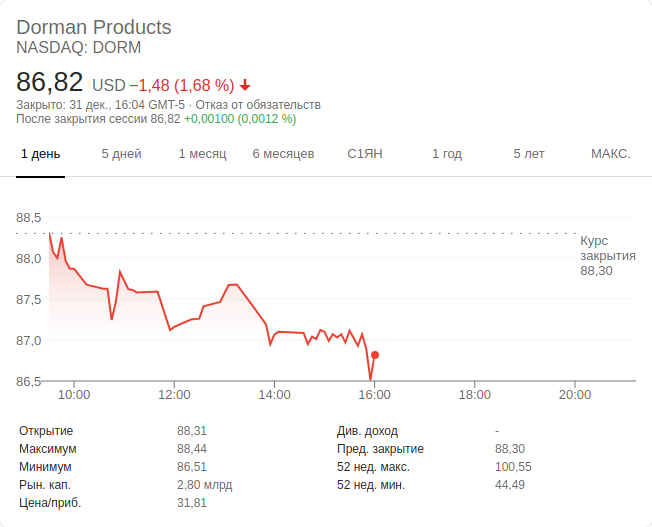 Dorman Products
NASDAQ: DORM
86,82 USD −1,48 (1,68 %)
Закрыто: 31 дек., 16:04 GMT-5 · Отказ от обязательств
После закрытия сессии 86,82 +0,00100 (0,0012 %)
1 день 5 дней 1 месяц 6 месяцев С1ЯН 1 год 5 лет МАКС.
88,5
88,0
87,5
87,0
86,5
Курс
закрытия
88,30
10:00 12:00 14:00 16:00 18:00 20:00
Открытие 88,31 Див. доход -
Максимум 88,44 Пред. закрытие 88,30
Минимум 86,51 52 нед. макс. 100,55
Рын. кап. 2,80 млрд 52 нед. мин. 44,49
Цена/приб. 31,81